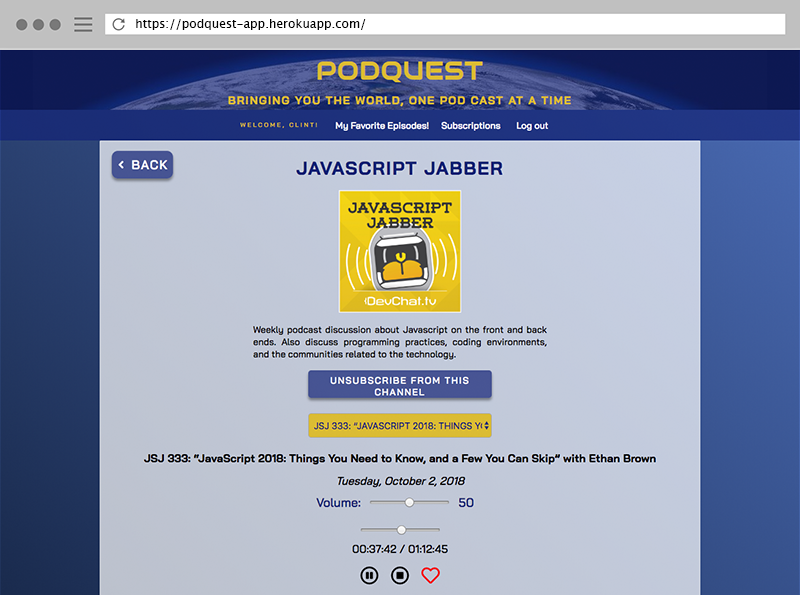 https://podquest-app.herokuapp.com/
PODQUEST
BRINGING YOU THE WORLD, ONE POD CAST AT A TIME
WELCOME, CLINT! My Favorite Episodes! Subscriptions Log out
BACK
JAVASCRIPT JABBER
JAVASCRIPT
JABBER
DevChat.tv
Weekly podcast discussion about Javascript on the front and back
ends. Also discuss programming practices, coding environments,
and the communities related to the technology.
UNSUBSCRIBE FROM THIS
CHANNEL
JSJ 333: “JAVASCRIPT 2018: THINGS YO
JSJ 333: “JavaScript 2018: Things You Need to Know, and a Few You Can Skip” with Ethan Brown
Tuesday, October 2, 2018
Volume: 50
00:37:42 / 01:12:45